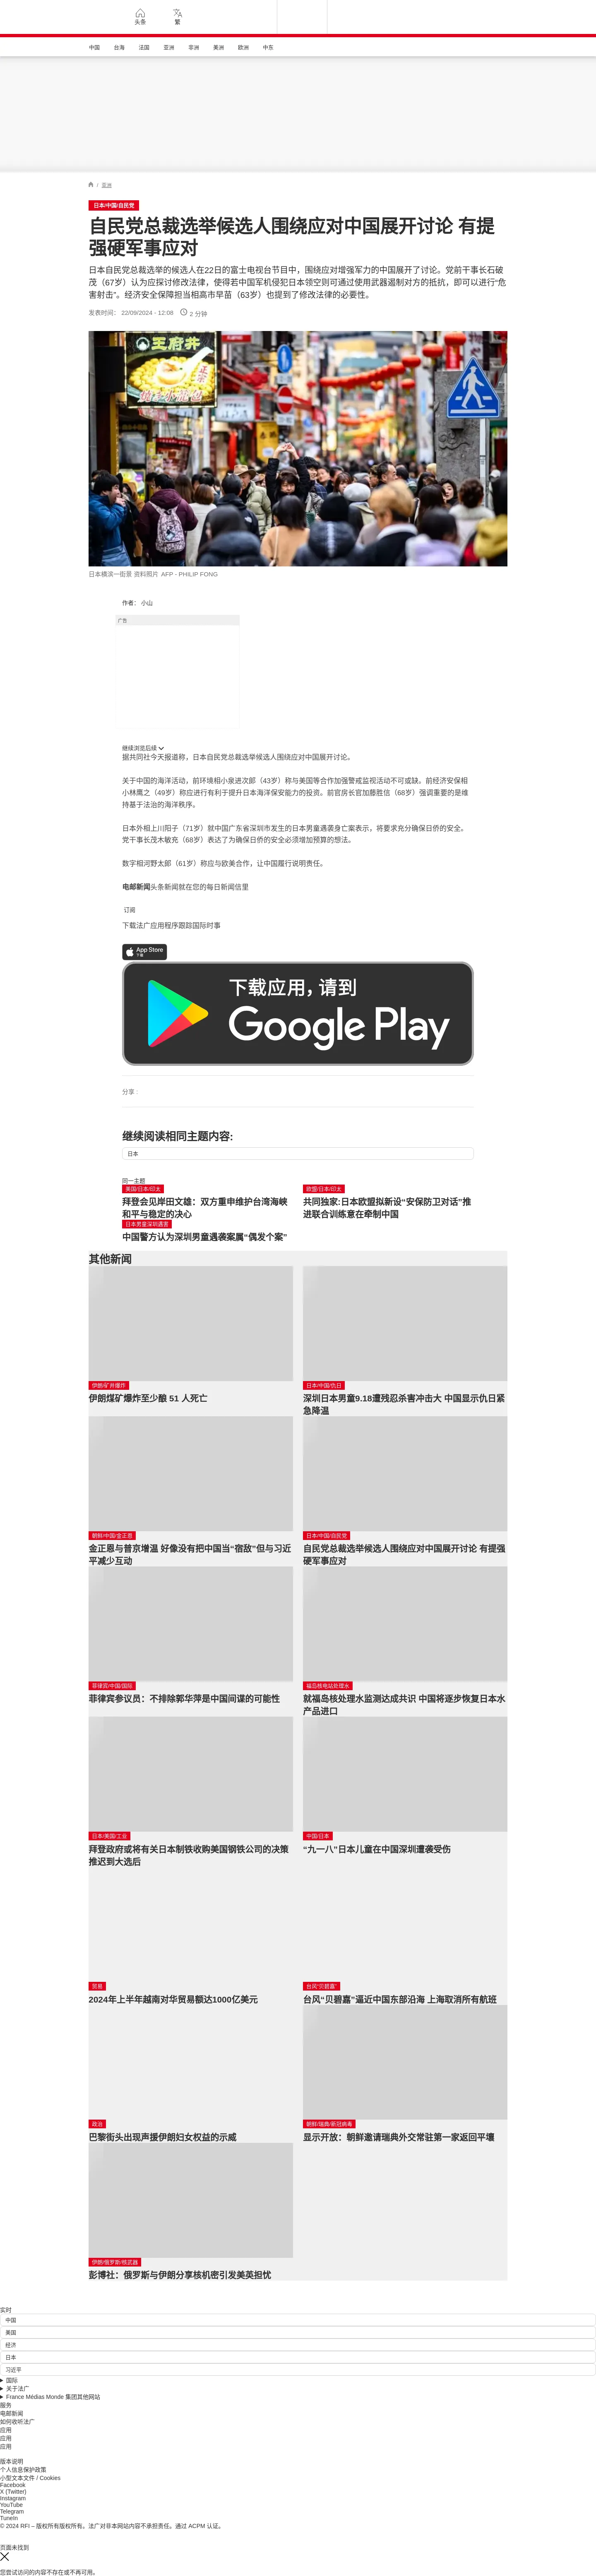 头条
繁
中国
台海
法国
亚洲
非洲
美洲
欧洲
中东
/ 亚洲
日本/中国/自民党
自民党总裁选举候选人围绕应对中国展开讨论 有提
强硬军事应对
日本自民党总裁选举的候选人在22日的富士电视台节目中，围绕应对增强军力的中国展开了讨论。党前干事长石破
茂（67岁）认为应探讨修改法律，使得若中国军机侵犯日本领空则可通过使用武器遏制对方的抵抗，即可以进行“危
害射击”。经济安全保障担当相高市早苗（63岁）也提到了修改法律的必要性。
发表时间： 22/09/2024 - 12:08
2 分钟
王府井
正宗
日本横滨一街景 资料照片 AFP - PHILIP FONG
作者： 小山
广告
继续浏览后续
据共同社今天报道称，日本自民党总裁选举候选人围绕应对中国展开讨论。
关于中国的海洋活动，前环境相小泉进次郎（43岁）称与美国等合作加强警戒监视活动不可或缺。前经济安保相
小林鹰之（49岁）称应进行有利于提升日本海洋保安能力的投资。前官房长官加藤胜信（68岁）强调重要的是维
持基于法治的海洋秩序。
日本外相上川阳子（71岁）就中国广东省深圳市发生的日本男童遇袭身亡案表示，将要求充分确保日侨的安全。
党干事长茂木敏充（68岁）表达了为确保日侨的安全必须增加预算的想法。
数字相河野太郎（61岁）称应与欧美合作，让中国履行说明责任。
电邮新闻头条新闻就在您的每日新闻信里
订阅
下载法广应用程序跟踪国际时事
App Store
下载
下载应用，请到
Google Play
分享 :
继续阅读相同主题内容:
日本
同一主题
美国/日本/印太
拜登会见岸田文雄：双方重申维护台湾海峡
和平与稳定的决心
欧盟/日本/印太
共同独家:日本欧盟拟新设“安保防卫对话”推
进联合训练意在牵制中国
日本男童深圳遇害
中国警方认为深圳男童遇袭案属“偶发个案”
其他新闻
伊朗/矿井爆炸
伊朗煤矿爆炸至少酿 51 人死亡
日本/中国/仇日
深圳日本男童9.18遭残忍杀害冲击大 中国显示仇日紧
急降温
朝鲜/中国/金正恩
金正恩与普京增温 好像没有把中国当“宿敌”但与习近
平减少互动
日本/中国/自民党
自民党总裁选举候选人围绕应对中国展开讨论 有提强
硬军事应对
菲律宾/中国/国际
菲律宾参议员：不排除郭华萍是中国间谍的可能性
福岛核电站处理水
就福岛核处理水监测达成共识 中国将逐步恢复日本水
产品进口
日本/美国/工业
拜登政府或将有关日本制铁收购美国钢铁公司的决策
推迟到大选后
中国/日本
“九一八”日本儿童在中国深圳遭袭受伤
贸易
2024年上半年越南对华贸易额达1000亿美元
台风“贝碧嘉”
台风“贝碧嘉”逼近中国东部沿海 上海取消所有航班
政治
巴黎街头出现声援伊朗妇女权益的示威
朝鲜/瑞典/新冠病毒
显示开放：朝鲜邀请瑞典外交常驻第一家返回平壤
伊朗/俄罗斯/核武器
彭博社：俄罗斯与伊朗分享核机密引发美英担忧
实时
中国
美国
经济
日本
习近平
国际
关于法广
France Médias Monde 集团其他网站
服务
电邮新闻
如何收听法广
应用
应用
应用
版本说明
个人信息保护政策
小型文本文件 / Cookies
Facebook
X (Twitter)
Instagram
YouTube
Telegram
TuneIn
© 2024 RFI – 版权所有版权所有。法广对非本网站内容不承担责任。通过 ACPM 认证。
页面未找到
您尝试访问的内容不存在或不再可用。